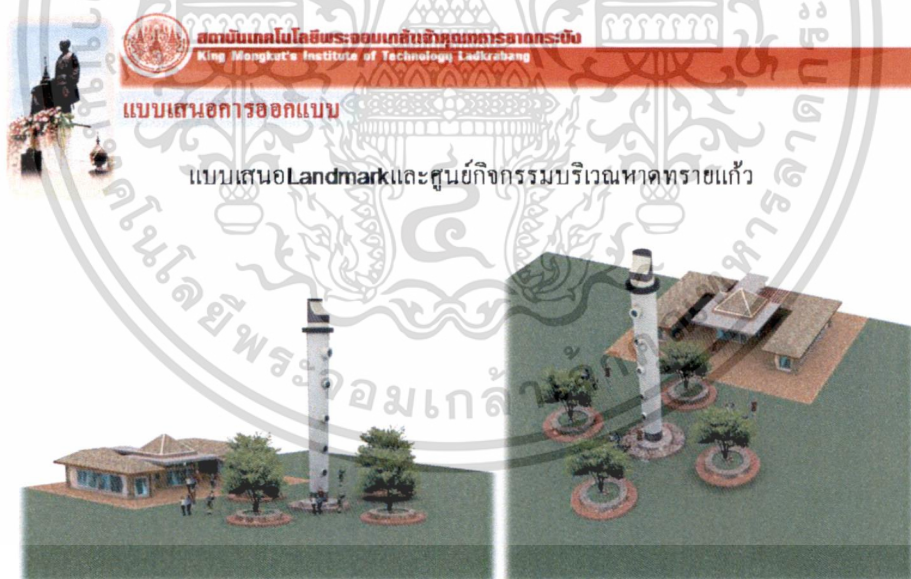 สถาบันเทคโนโลยีพระจอมเกล้าเจ้าคุณทหารลาดกระบัง
King Mongkut's Institute of Technology Ladkrabang
แบบเสนอการออกแบบ
แบบเสนอLandmarkและศูนย์กิจกรรมบริเวณหาดทรายแก้ว